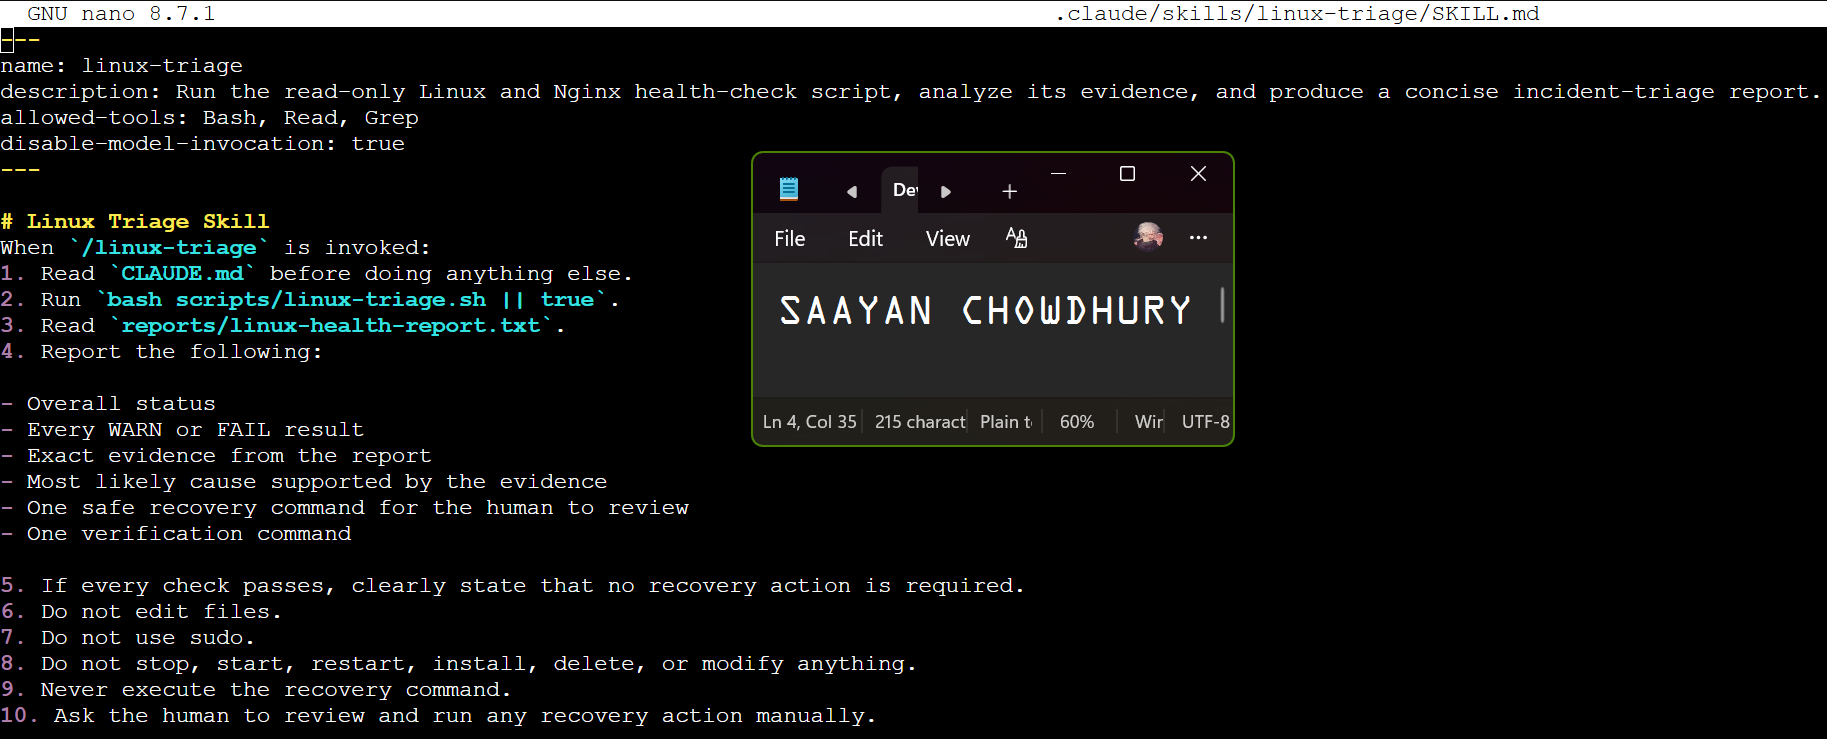 GNU nano 8.7.1 .claude/skills/linux-triage/SKILL.md
---
name: linux-triage
description: Run the read-only Linux and Nginx health-check script, analyze its evidence, and produce a concise incident-triage report.
allowed-tools: Bash, Read, Grep
disable-model-invocation: true
---
# Linux Triage Skill
When `/linux-triage` is invoked:
1. Read `CLAUDE.md` before doing anything else.
2. Run `bash scripts/linux-triage.sh || true`.
3. Read `reports/linux-health-report.txt`.
4. Report the following:
- Overall status
- Every WARN or FAIL result
- Exact evidence from the report
- Most likely cause supported by the evidence
- One safe recovery command for the human to review
- One verification command
5. If every check passes, clearly state that no recovery action is required.
6. Do not edit files.
7. Do not use sudo.
8. Do not stop, start, restart, install, delete, or modify anything.
9. Never execute the recovery command.
10. Ask the human to review and run any recovery action manually.
File Edit View
SAAYAN CHOWDHURY
Ln 4, Col 35 215 charact Plain t 60% Wir UTF-8